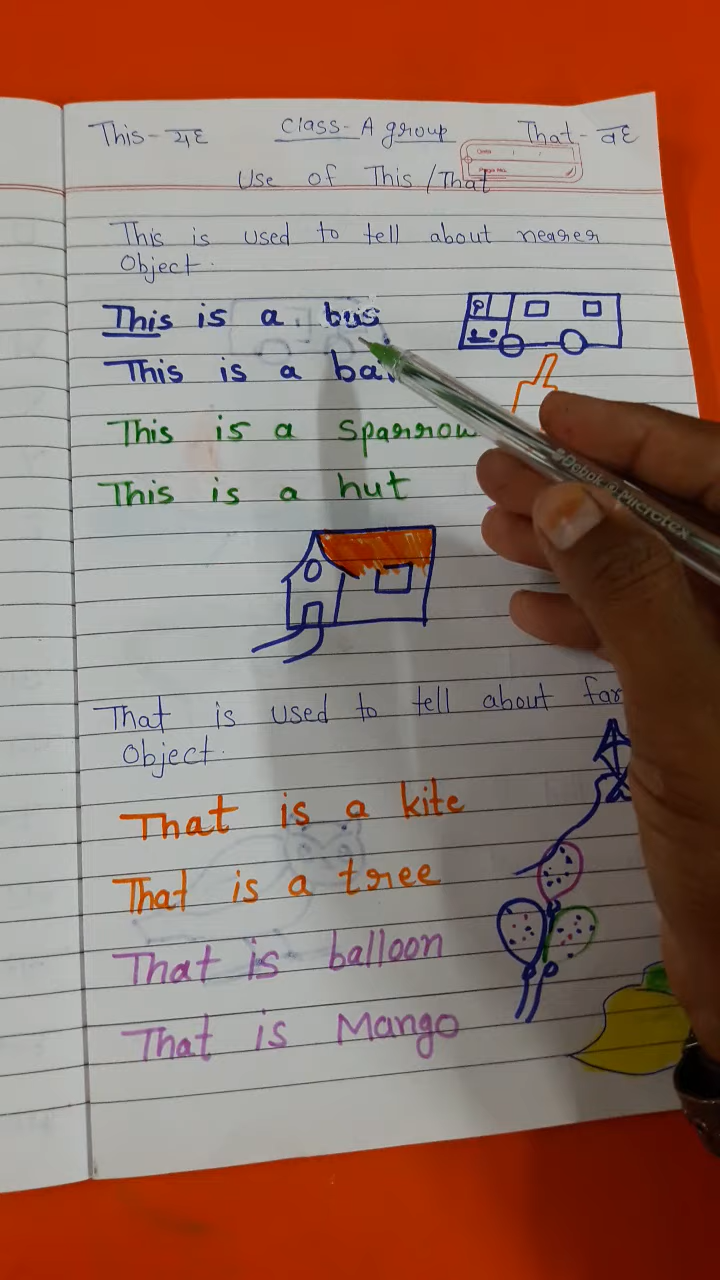 This-यह Class-A group That-वह
Use of This/That
This is used to tell about nearer
Object.
This is a bus
This is a
This is a sparrow
This is a hut
That is used to tell about far
Object.
That is a kite
That is a tree
That is balloon
That is Mango